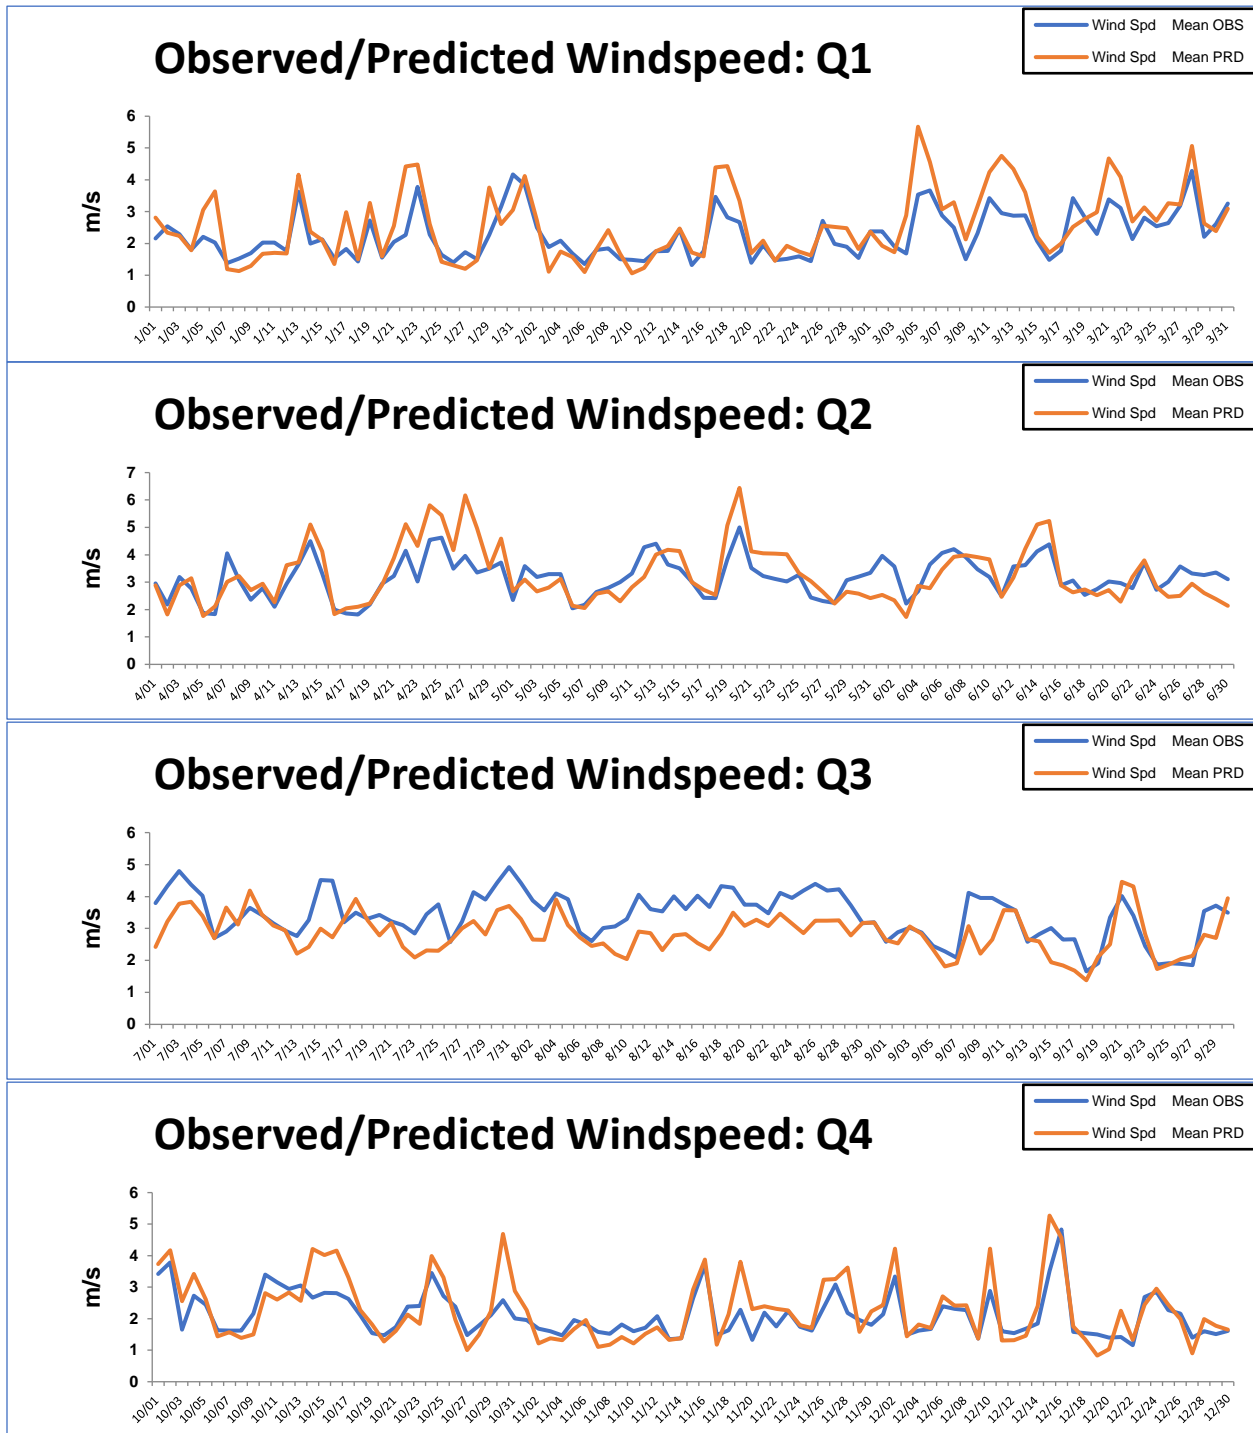 Observed/Predicted Windspeed: Q1
Wind Spd Mean OBS
Wind Spd Mean PRD
m/s
6
5
4
3
2
1
0
1/01 1/03 1/05 1/07 1/09 1/11 1/13 1/15 1/17 1/19 1/21 1/23 1/25 1/27 1/29 1/31 2/02 2/04 2/06 2/08 2/10 2/12 2/14 2/16 2/18 2/20 2/22 2/24 2/26 2/28 3/01 3/03 3/05 3/07 3/09 3/11 3/13 3/15 3/17 3/19 3/21 3/23 3/25 3/27 3/29 3/31
Observed/Predicted Windspeed: Q2
Wind Spd Mean OBS
Wind Spd Mean PRD
m/s
7
6
5
4
3
2
1
0
4/01 4/03 4/05 4/07 4/09 4/11 4/13 4/15 4/17 4/19 4/21 4/23 4/25 4/27 4/29 5/01 5/03 5/05 5/07 5/09 5/11 5/13 5/15 5/17 5/19 5/21 5/23 5/25 5/27 5/29 5/31 6/02 6/04 6/06 6/08 6/10 6/12 6/14 6/16 6/18 6/20 6/22 6/24 6/26 6/28 6/30
Observed/Predicted Windspeed: Q3
Wind Spd Mean OBS
Wind Spd Mean PRD
m/s
6
5
4
3
2
1
0
7/01 7/03 7/05 7/07 7/09 7/11 7/13 7/15 7/17 7/19 7/21 7/23 7/25 7/27 7/29 7/31 8/02 8/04 8/06 8/08 8/10 8/12 8/14 8/16 8/18 8/20 8/22 8/24 8/26 8/28 8/30 9/01 9/03 9/05 9/07 9/09 9/11 9/13 9/15 9/17 9/19 9/21 9/23 9/25 9/27 9/29
Observed/Predicted Windspeed: Q4
Wind Spd Mean OBS
Wind Spd Mean PRD
m/s
6
5
4
3
2
1
0
10/01 10/03 10/05 10/07 10/09 10/11 10/13 10/15 10/17 10/19 10/21 10/23 10/25 10/27 10/29 10/31 11/02 11/04 11/06 11/08 11/10 11/12 11/14 11/16 11/18 11/20 11/22 11/24 11/26 11/28 11/30 12/02 12/04 12/06 12/08 12/10 12/12 12/14 12/16 12/18 12/20 12/22 12/24 12/26 12/28 12/30